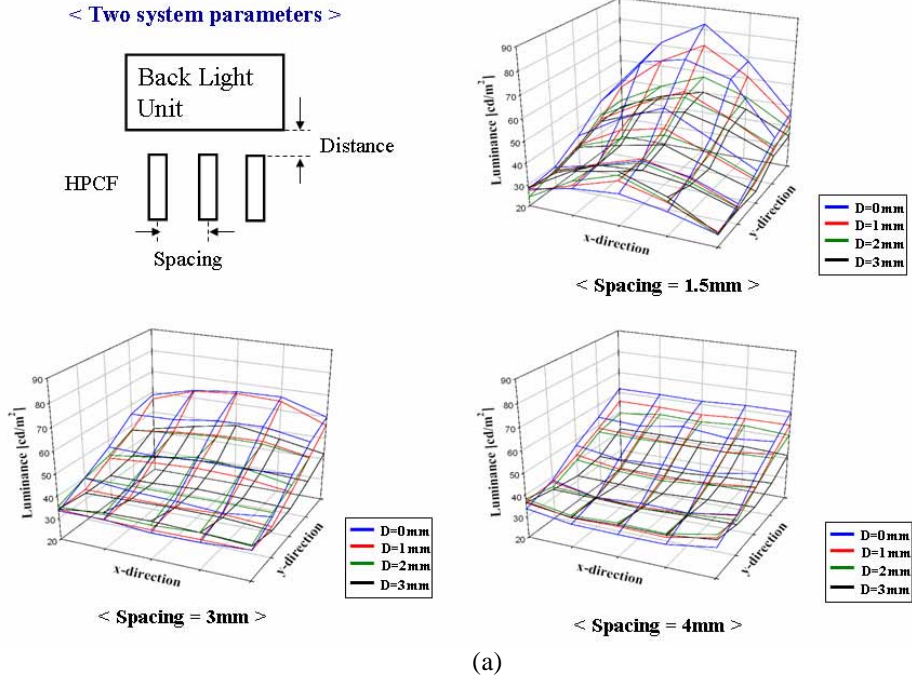 < Two system parameters >
Back Light
Unit
Distance
HPCF
Spacing
Luminance [cd/m²]
90
80
70
60
50
40
30
20
x-direction
y-direction
D=0mm
D=1mm
D=2mm
D=3mm
< Spacing = 1.5mm >
Luminance [cd/m²]
90
80
70
60
50
40
30
20
x-direction
y-direction
D=0mm
D=1mm
D=2mm
D=3mm
< Spacing = 3mm >
Luminance [cd/m²]
90
80
70
60
50
40
30
20
x-direction
y-direction
D=0mm
D=1mm
D=2mm
D=3mm
< Spacing = 4mm >
(a)